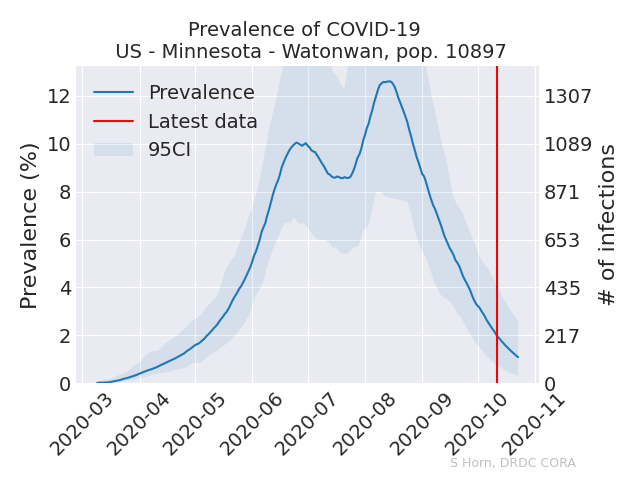 Prevalence of COVID-19
US - Minnesota - Watonwan, pop. 10897
Prevalence
Latest data
95CI
Prevalence (%)
12
10
8
6
4
2
0
1307
1089
871
653
435
217
0
# of infections
2020-03
2020-04
2020-05
2020-06
2020-07
2020-08
2020-09
2020-10
2020-11
S Horn, DRDC CORA